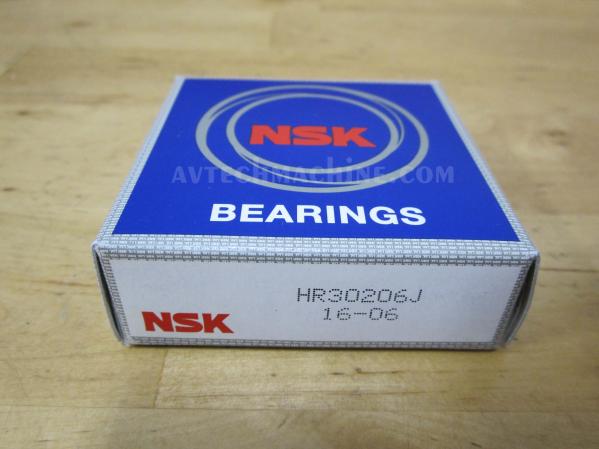 NSK
AVTECHMACHINE.COM
BEARINGS
HR30206J
16-06
NSK